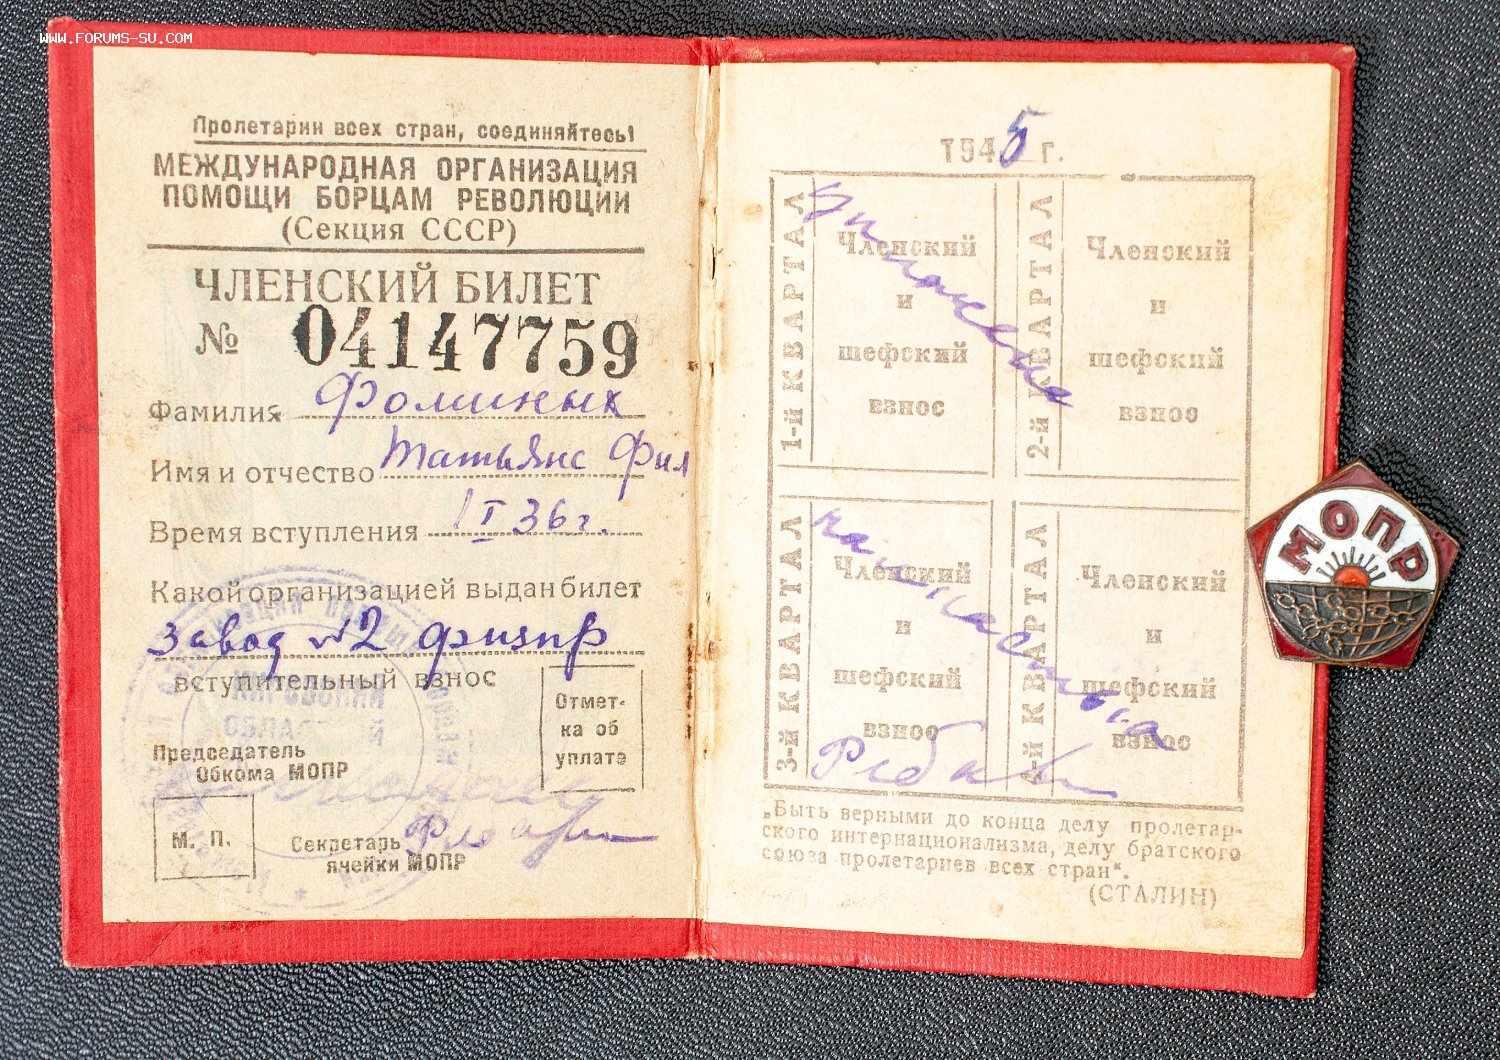 WWW.FORUMS-SU.COM
Пролетарии всех стран, соединяйтесь!
МЕЖДУНАРОДНАЯ ОРГАНИЗАЦИЯ
ПОМОЩИ БОРЦАМ РЕВОЛЮЦИИ
(Секция СССР)
ЧЛЕНСКИЙ БИЛЕТ
№ 04147759
Фамилия Фоминых
Имя и отчество Татьяна Фил
Время вступления 1 I 36 г.
Какой организацией выдан билет
Завод №2
вступительный взнос
Отмет-
ка об
уплате
Председатель
Обкома МОПР
М. П.
Секретарь
ячейки МОПР
1945 г.
1-й КВАРТАЛ
Членский
и
шефский
взнос
2-й КВАРТАЛ
Членский
и
шефский
взнос
3-й КВАРТАЛ
Членский
и
шефский
взнос
4-й КВАРТАЛ
Членский
и
шефский
взнос
„Быть верными до конца делу пролетар-
ского интернационализма, делу братского
союза пролетариев всех стран“.
(СТАЛИН)
МОПР